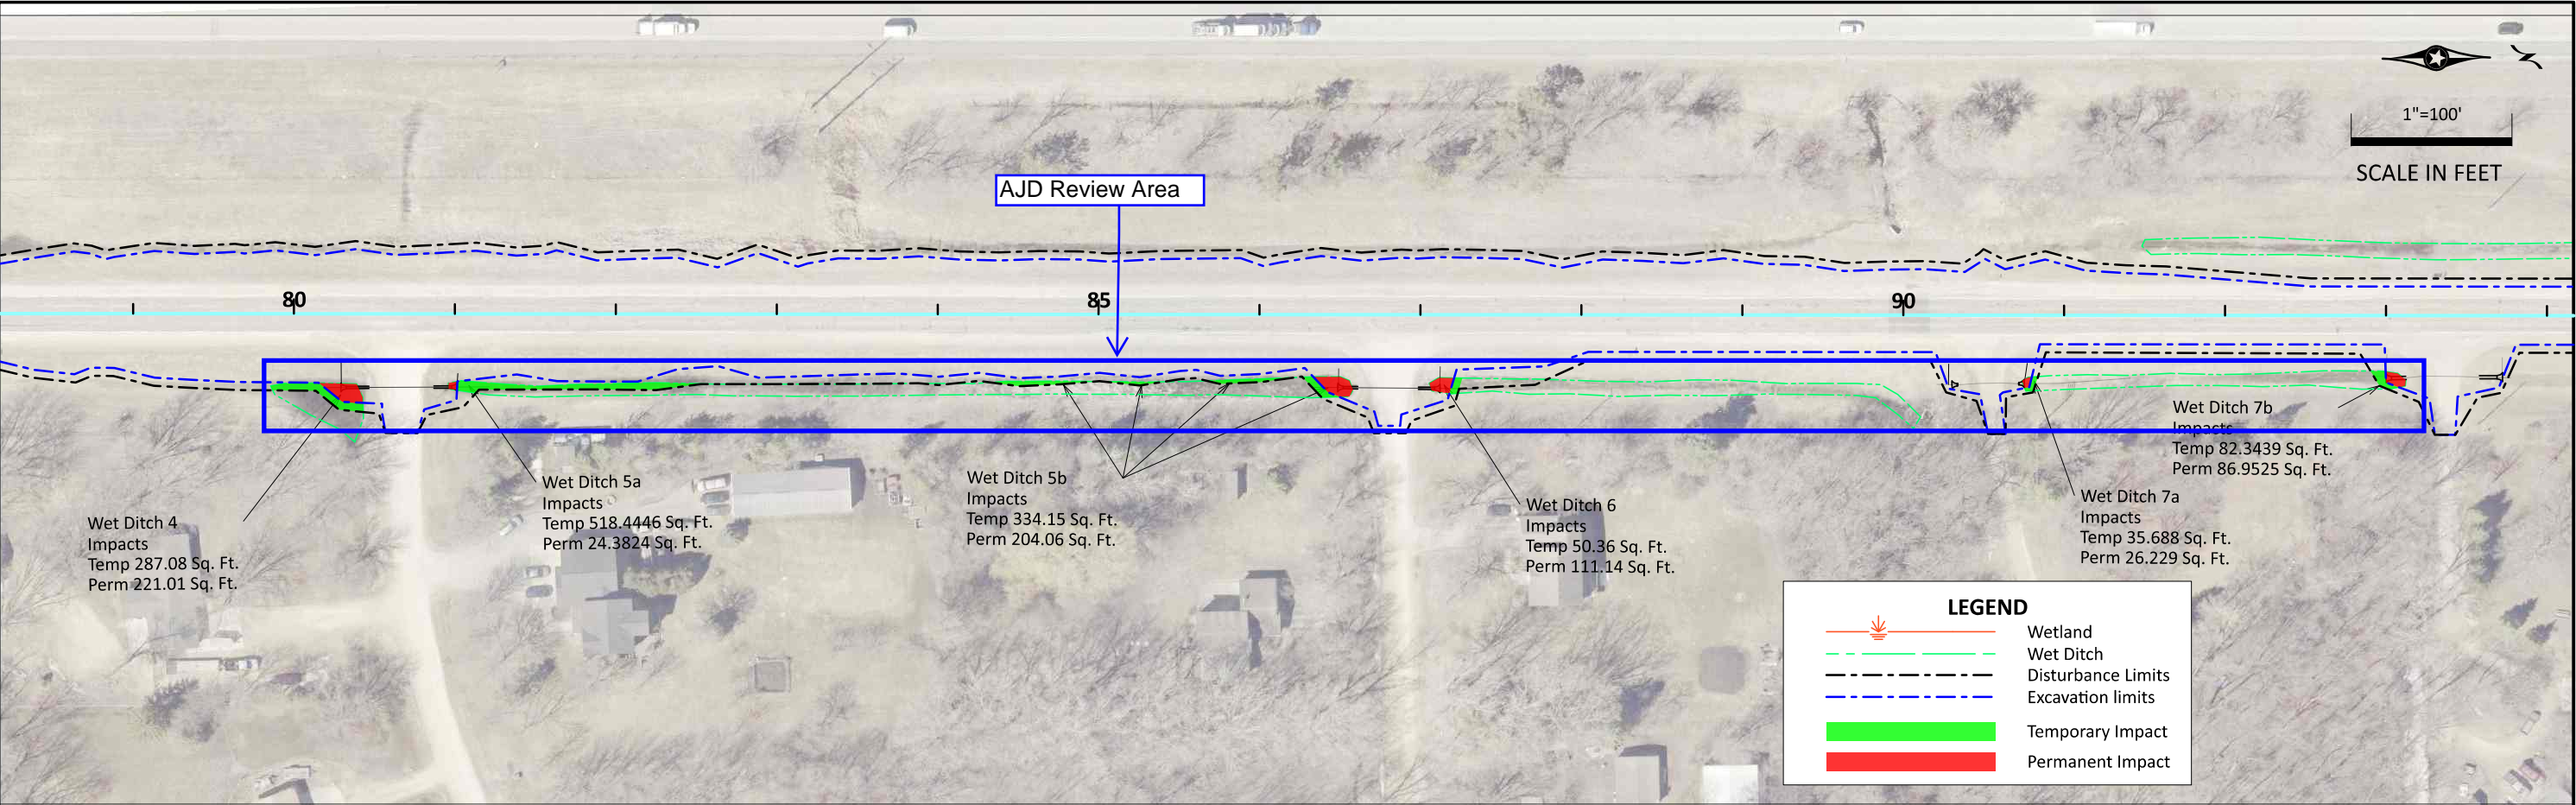 1"=100'
SCALE IN FEET
AJD Review Area
80
85
90
Wet Ditch 4
Impacts
Temp 287.08 Sq. Ft.
Perm 221.01 Sq. Ft.
Wet Ditch 5a
Impacts
Temp 518.4446 Sq. Ft.
Perm 24.3824 Sq. Ft.
Wet Ditch 5b
Impacts
Temp 334.15 Sq. Ft.
Perm 204.06 Sq. Ft.
Wet Ditch 6
Impacts
Temp 50.36 Sq. Ft.
Perm 111.14 Sq. Ft.
Wet Ditch 7b
Impacts
Temp 82.3439 Sq. Ft.
Perm 86.9525 Sq. Ft.
Wet Ditch 7a
Impacts
Temp 35.688 Sq. Ft.
Perm 26.229 Sq. Ft.
LEGEND
Wetland
Wet Ditch
Disturbance Limits
Excavation limits
Temporary Impact
Permanent Impact